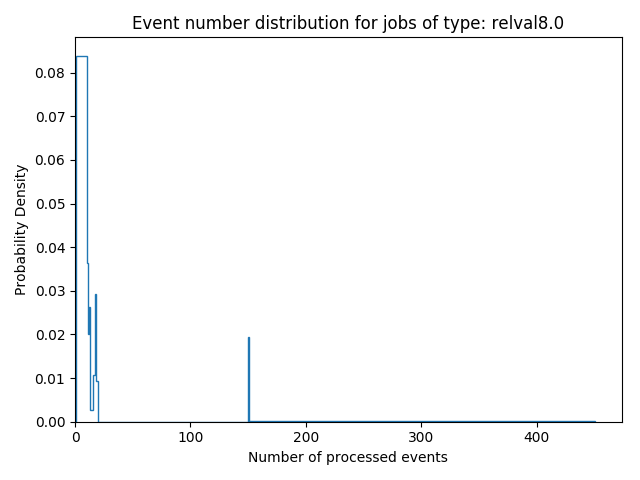 Event number distribution for jobs of type: relval8.0
0.08
0.07
0.06
0.05
0.04
0.03
0.02
0.01
0.00
Probability Density
0 100 200 300 400
Number of processed events